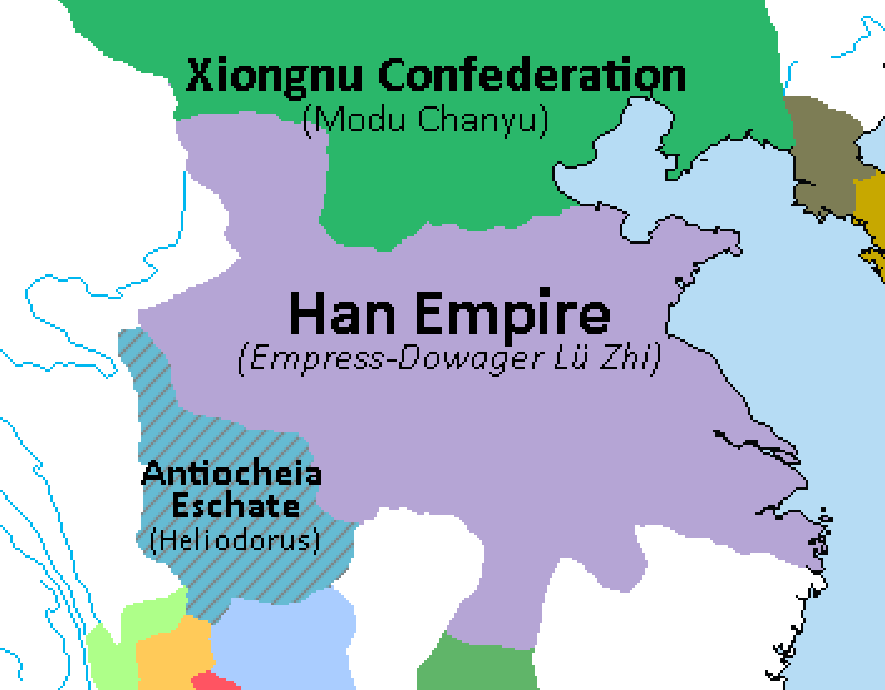 Xiongnu Confederation
(Modu Chanyu)
Han Empire
(Empress-Dowager Lü Zhi)
Antiocheia
Eschate
(Heliodorus)